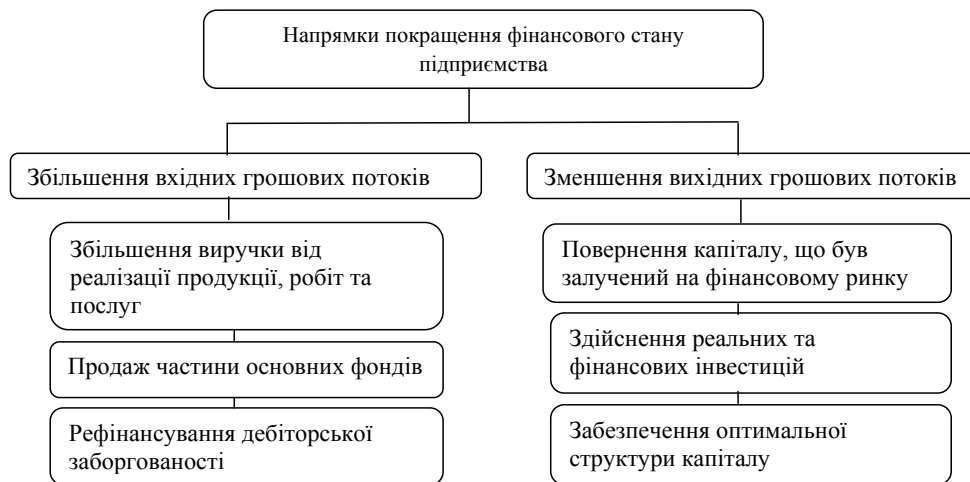 Напрямки покращення фінансового стану
підприємства
Збільшення вхідних грошових потоків
Збільшення виручки від
реалізації продукції, робіт та
послуг
Продаж частини основних фондів
Рефінансування дебіторської
заборгованості
Зменшення вихідних грошових потоків
Повернення капіталу, що був
залучений на фінансовому ринку
Здійснення реальних та
фінансових інвестицій
Забезпечення оптимальної
структури капіталу